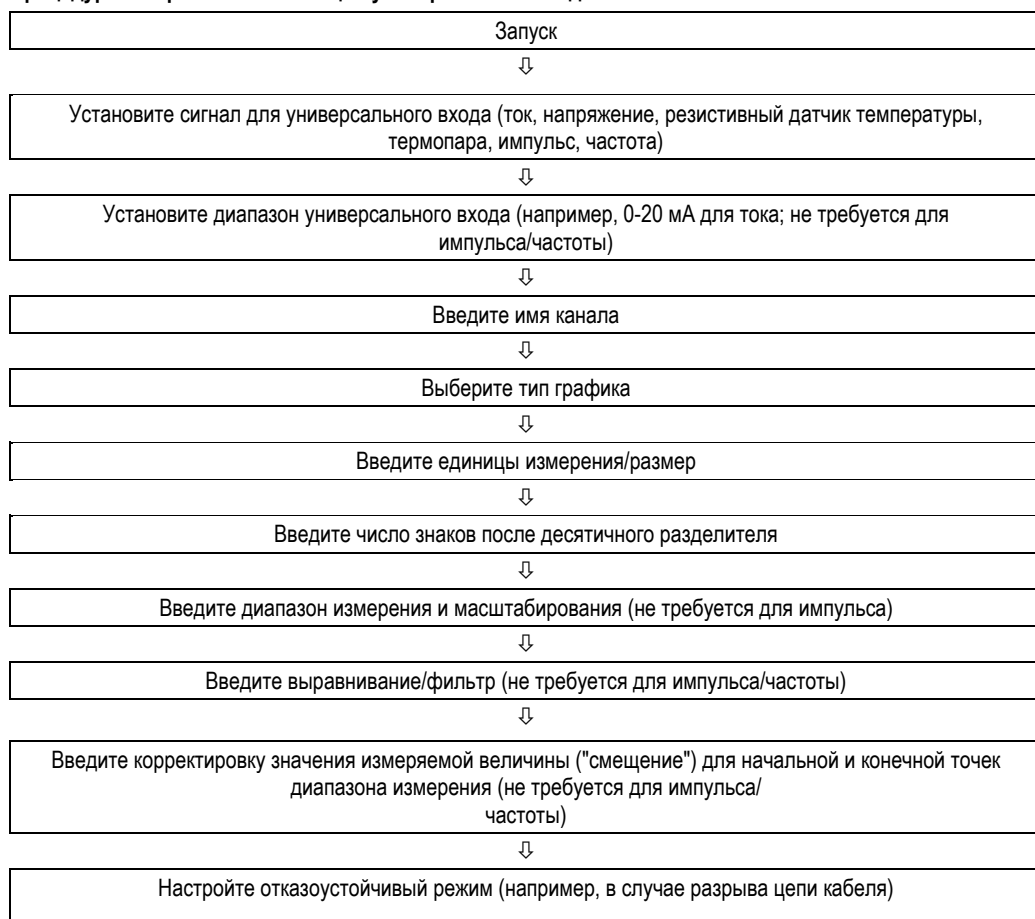 Запуск
⇩
Установите сигнал для универсального входа (ток, напряжение, резистивный датчик температуры,
термопара, импульс, частота)
⇩
Установите диапазон универсального входа (например, 0-20 мА для тока; не требуется для
импульса/частоты)
⇩
Введите имя канала
⇩
Выберите тип графика
⇩
Введите единицы измерения/размер
⇩
Введите число знаков после десятичного разделителя
⇩
Введите диапазон измерения и масштабирования (не требуется для импульса)
⇩
Введите выравнивание/фильтр (не требуется для импульса/частоты)
⇩
Введите корректировку значения измеряемой величины ("смещение") для начальной и конечной точек
диапазона измерения (не требуется для импульса/
частоты)
⇩
Настройте отказоустойчивый режим (например, в случае разрыва цепи кабеля)